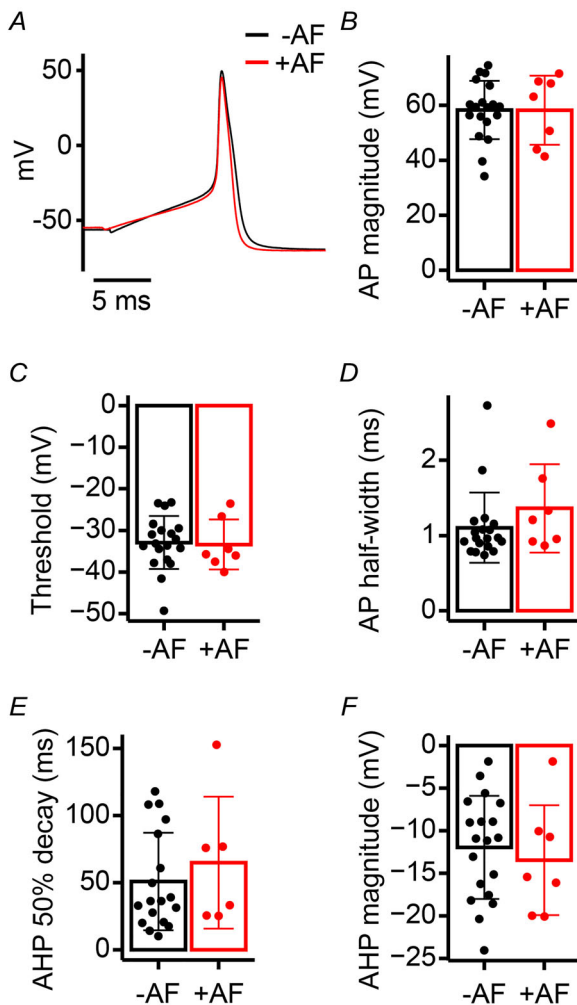 A
-AF
+AF
50
0
-50
mV
5 ms
B
AP magnitude (mV)
60
40
20
0
-AF
+AF
C
Threshold (mV)
0
−10
−20
−30
−40
−50
-AF
+AF
D
AP half-width (ms)
2
1
0
-AF
+AF
E
AHP 50% decay (ms)
150
100
50
0
-AF
+AF
F
AHP magnitude (mV)
0
−5
−10
−15
−20
−25
-AF
+AF